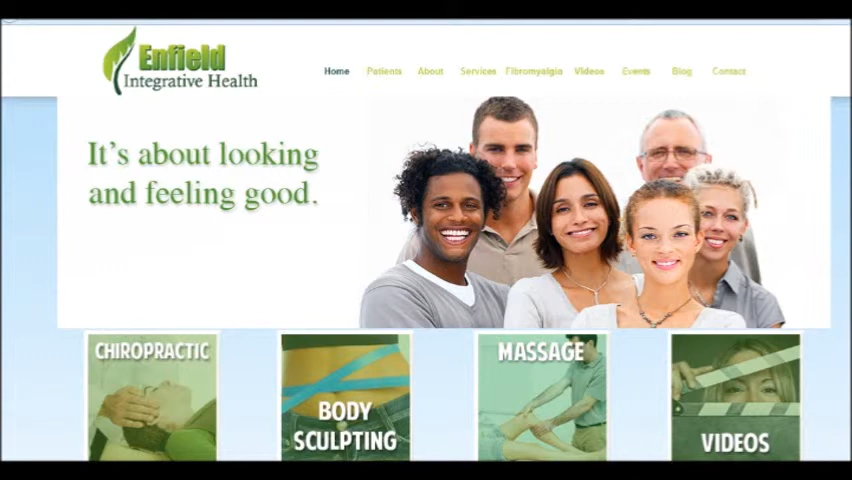 Enfield
Integrative Health
Home Patients About Services Fibromyalgia Videos Events Blog Contact
It's about looking
and feeling good.
CHIROPRACTIC
BODY
SCULPTING
MASSAGE
VIDEOS